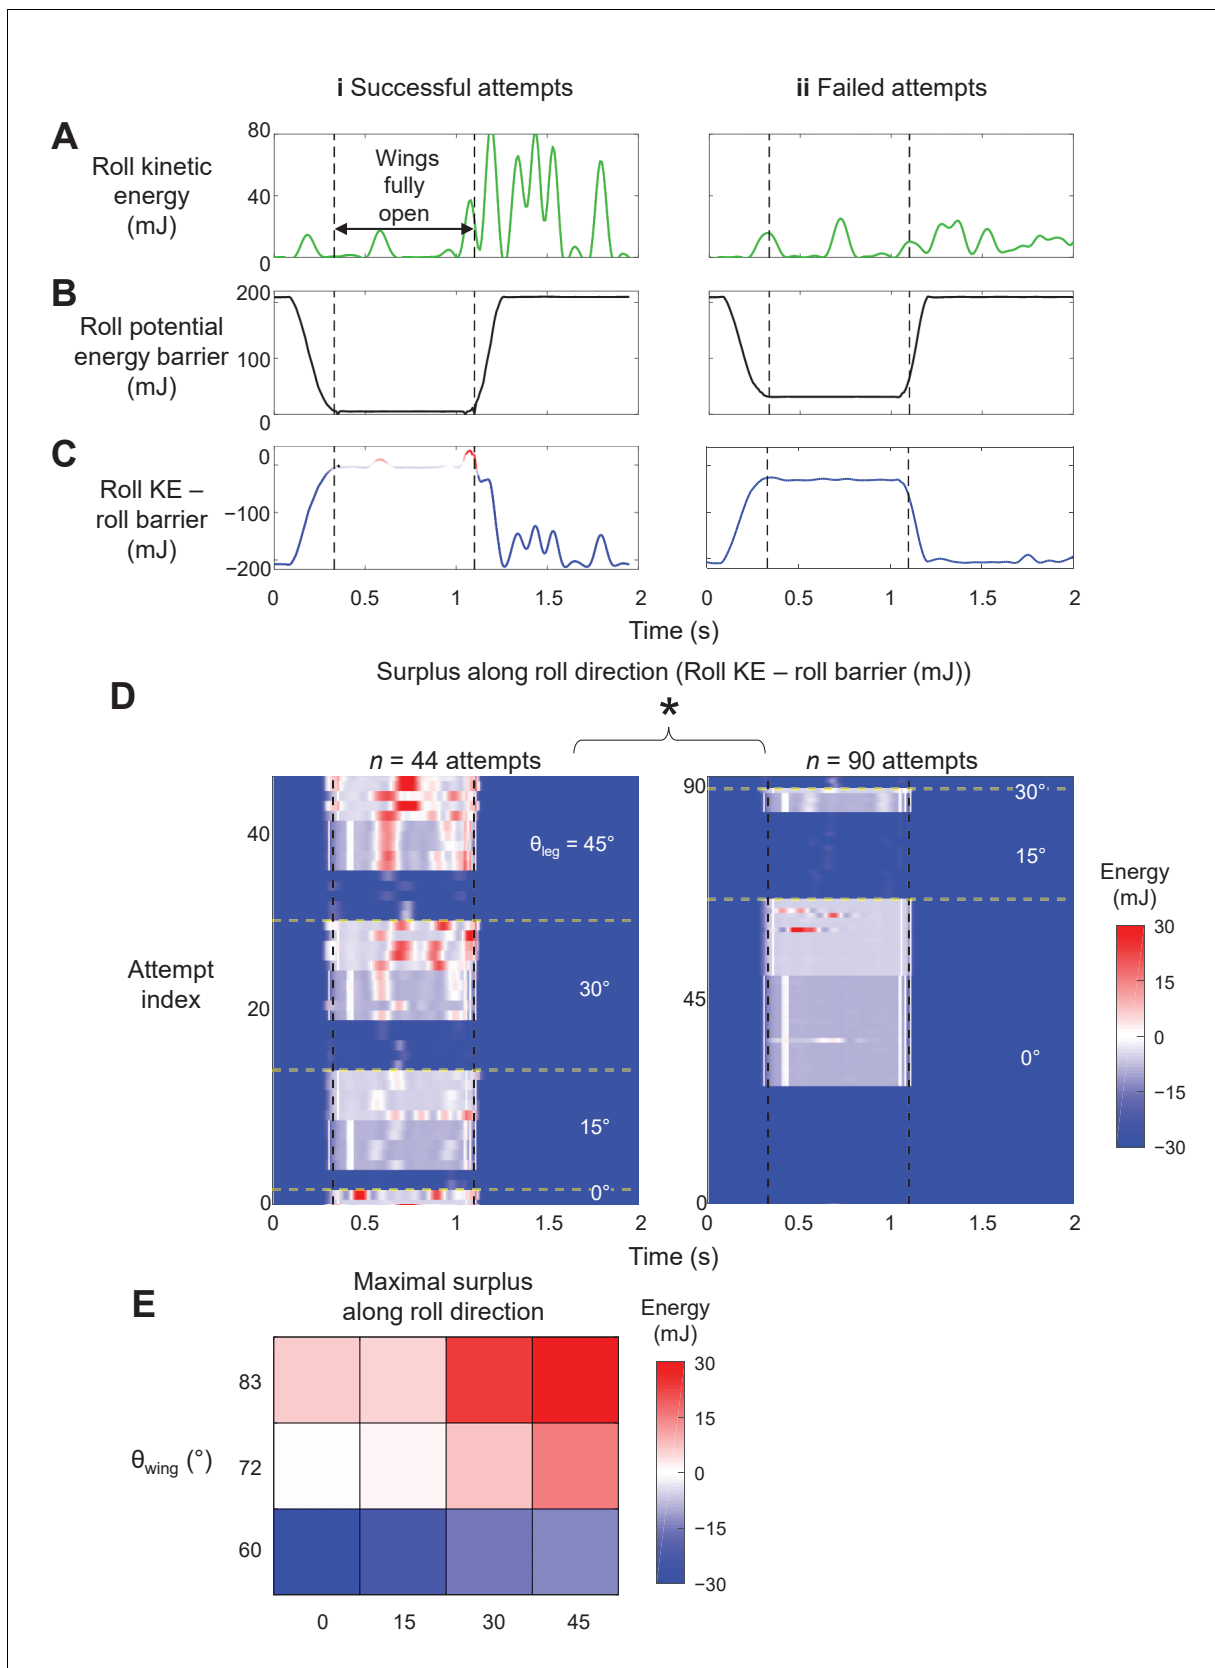 i Successful attempts
ii Failed attempts
A
Roll kinetic
energy
(mJ)
80
40
0
Wings
fully
open
B
Roll potential
energy barrier
(mJ)
200
100
0
C
Roll KE –
roll barrier
(mJ)
0
−100
−200
0 0.5 1 1.5
0 0.5 1 1.5 2
Time (s)
Surplus along roll direction (Roll KE – roll barrier (mJ))
D
*
n = 44 attempts
n = 90 attempts
Attempt
index
40
20
0
θleg = 45°
30°
15°
0°
90
45
0
30°
15°
0°
Energy
(mJ)
30
15
0
−15
−30
0 0.5 1 1.5 2
0 0.5 1 1.5 2
Time (s)
E
Maximal surplus
along roll direction
θwing (°)
83
72
60
0 15 30 45
Energy
(mJ)
30
15
0
−15
−30